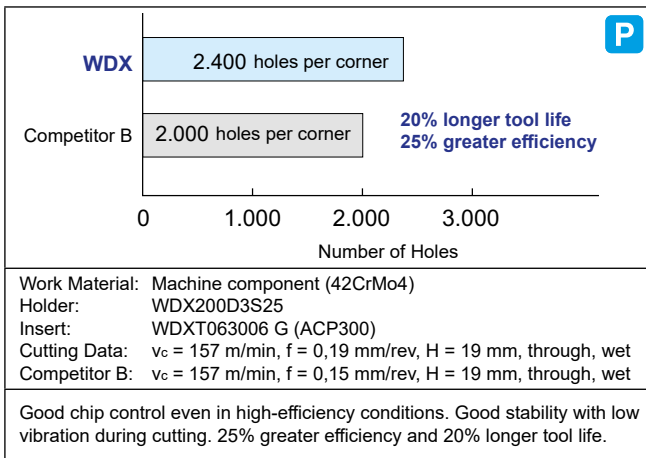 P
WDX
2.400 holes per corner
Competitor B
2.000 holes per corner
20% longer tool life
25% greater efficiency
0 1.000 2.000 3.000
Number of Holes
Work Material: Machine component (42CrMo4)
Holder: WDX200D3S25
Insert: WDXT063006 G (ACP300)
Cutting Data: vc = 157 m/min, f = 0,19 mm/rev, H = 19 mm, through, wet
Competitor B: vc = 157 m/min, f = 0,15 mm/rev, H = 19 mm, through, wet
Good chip control even in high-efficiency conditions. Good stability with low
vibration during cutting. 25% greater efficiency and 20% longer tool life.